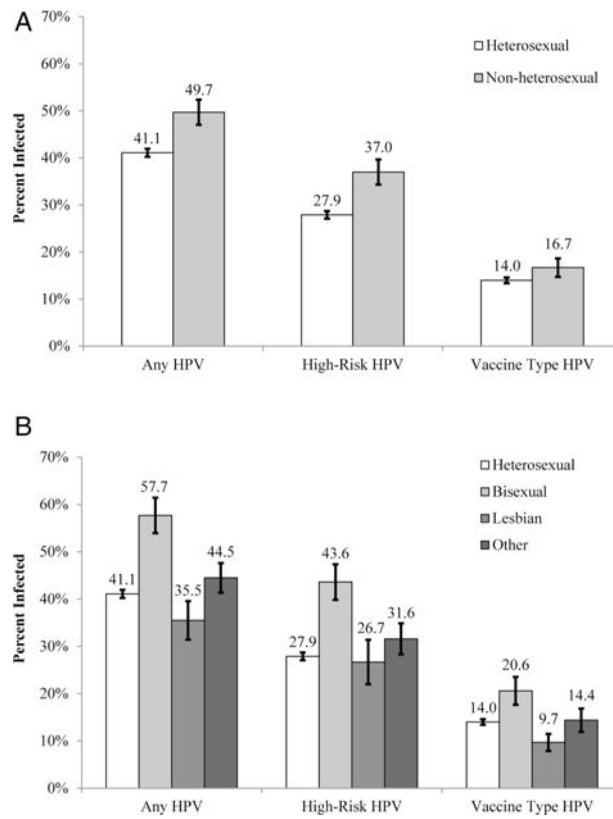 A
70%
60%
50%
40%
30%
20%
10%
0%
Percent Infected
Heterosexual
Non-heterosexual
41.1
49.7
27.9
37.0
14.0
16.7
Any HPV
High-Risk HPV
Vaccine Type HPV
B
70%
60%
50%
40%
30%
20%
10%
0%
Percent Infected
Heterosexual
Bisexual
Lesbian
Other
41.1
57.7
35.5
44.5
27.9
43.6
26.7
31.6
14.0
20.6
9.7
14.4
Any HPV
High-Risk HPV
Vaccine Type HPV